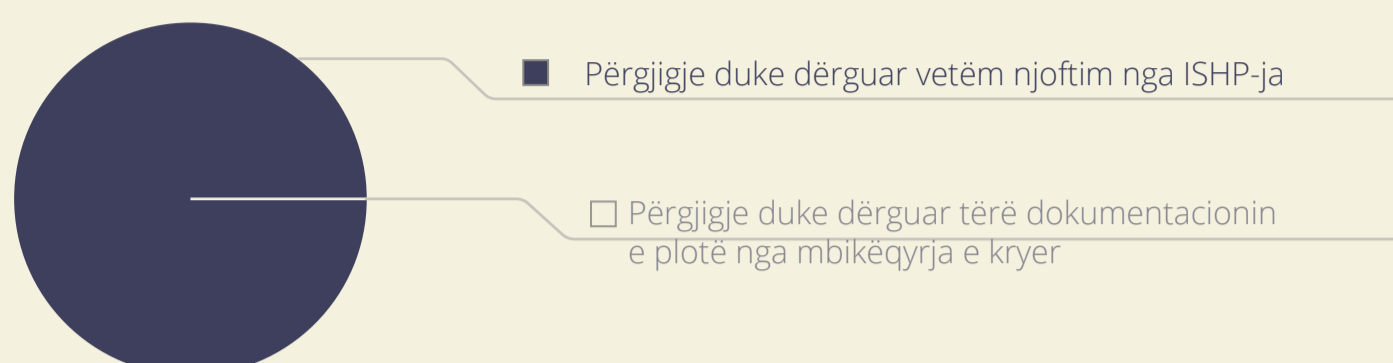 Përgjigje duke dërguar vetëm njoftim nga ISHP-ja
Përgjigje duke dërguar tërë dokumentacionin
e plotë nga mbikëqyrja e kryer